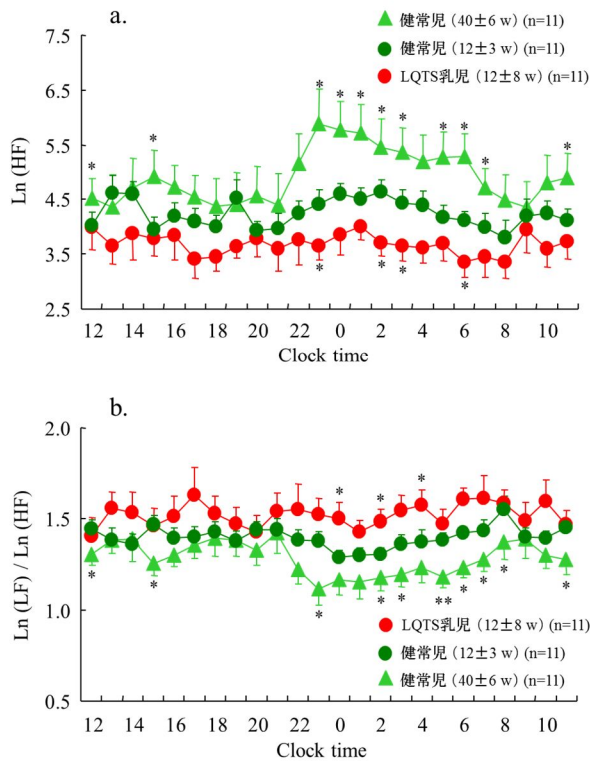 a.
健常児 (40±6 w) (n=11)
健常児 (12±3 w) (n=11)
LQTS乳児 (12±8 w) (n=11)
Ln (HF)
7.5
6.5
5.5
4.5
3.5
2.5
* * * * * * * * * * *
* * * *
12 14 16 18 20 22 0 2 4 6 8 10
Clock time
b.
Ln (LF) / Ln (HF)
2.0
1.5
1.0
0.5
* * *
* * * * * ** * * * *
LQTS乳児 (12±8 w) (n=11)
健常児 (12±3 w) (n=11)
健常児 (40±6 w) (n=11)
12 14 16 18 20 22 0 2 4 6 8 10
Clock time